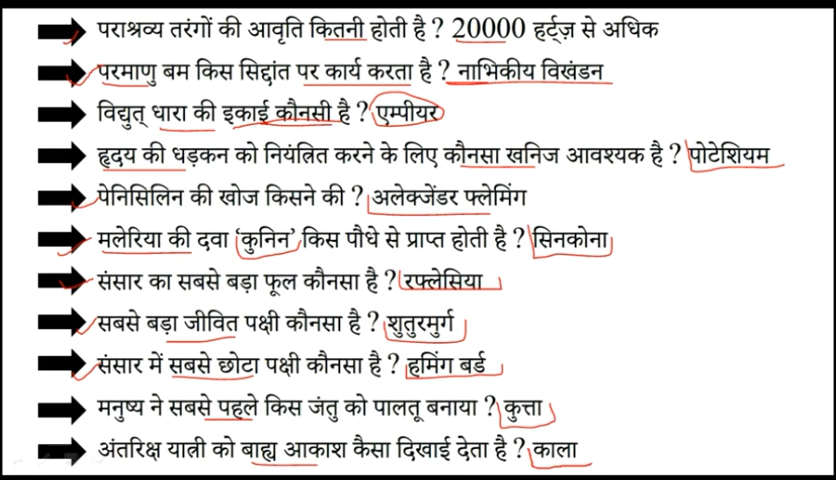 पराश्रव्य तरंगों की आवृति कितनी होती है ? 20000 हर्ट्ज़ से अधिक
परमाणु बम किस सिद्दांत पर कार्य करता है ? नाभिकीय विखंडन
विद्युत् धारा की इकाई कौनसी है ? एम्पीयर
हृदय की धड़कन को नियंत्रित करने के लिए कौनसा खनिज आवश्यक है ? पोटेशियम
पेनिसिलिन की खोज किसने की ? अलेक्जेंडर फ्लेमिंग
मलेरिया की दवा ‘कुनिन’ किस पौधे से प्राप्त होती है ? सिनकोना
संसार का सबसे बड़ा फूल कौनसा है ? रफ्लेसिया
सबसे बड़ा जीवित पक्षी कौनसा है ? शुतुरमुर्ग
संसार में सबसे छोटा पक्षी कौनसा है ? हमिंग बर्ड
मनुष्य ने सबसे पहले किस जंतु को पालतू बनाया ? कुत्ता
अंतरिक्ष यात्री को बाह्य आकाश कैसा दिखाई देता है ? काला